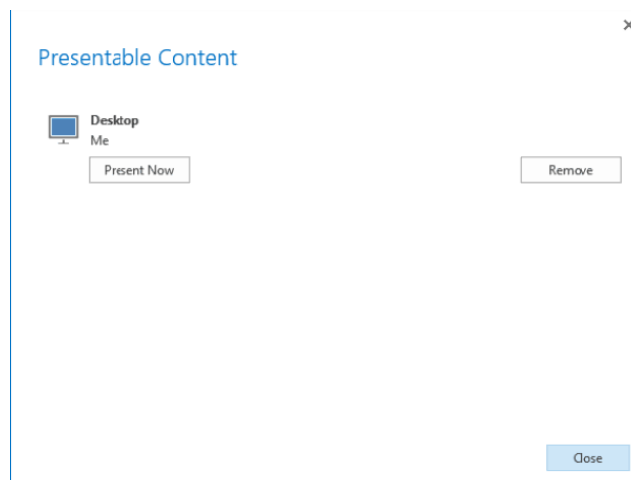 Presentable Content
Desktop
Me
Present Now
Remove
Close